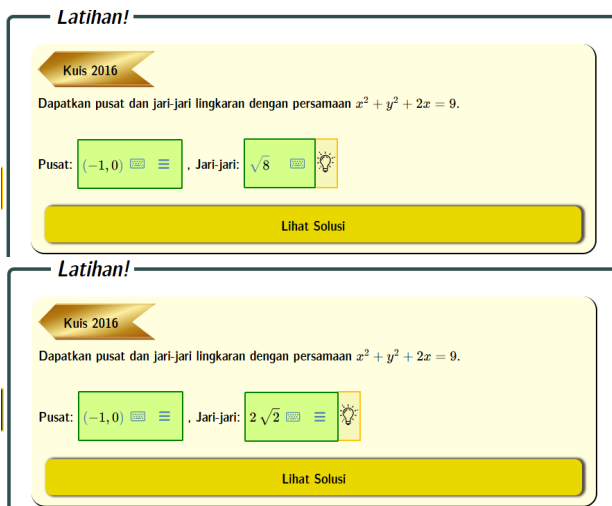 Latihan!
Kuis 2016
Dapatkan pusat dan jari-jari lingkaran dengan persamaan x² + y² + 2x = 9.
Pusat: (−1, 0) , Jari-jari: √8
Lihat Solusi
Latihan!
Kuis 2016
Dapatkan pusat dan jari-jari lingkaran dengan persamaan x² + y² + 2x = 9.
Pusat: (−1, 0) , Jari-jari: 2 √2
Lihat Solusi